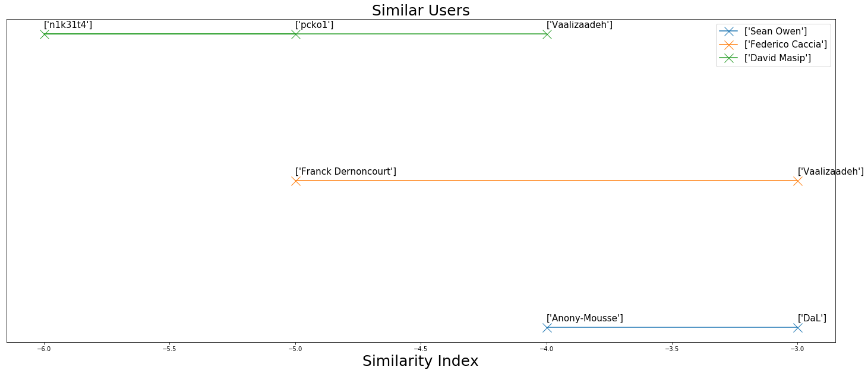 Similar Users
['n1k31t4']
['pcko1']
['Vaalizaadeh']
['Sean Owen']
['Federico Caccia']
['David Masip']
['Franck Dernoncourt']
['Vaalizaadeh']
['Anony-Mousse']
['DaL']
−6.0
−5.5
−5.0
−4.5
−4.0
−3.5
−3.0
Similarity Index